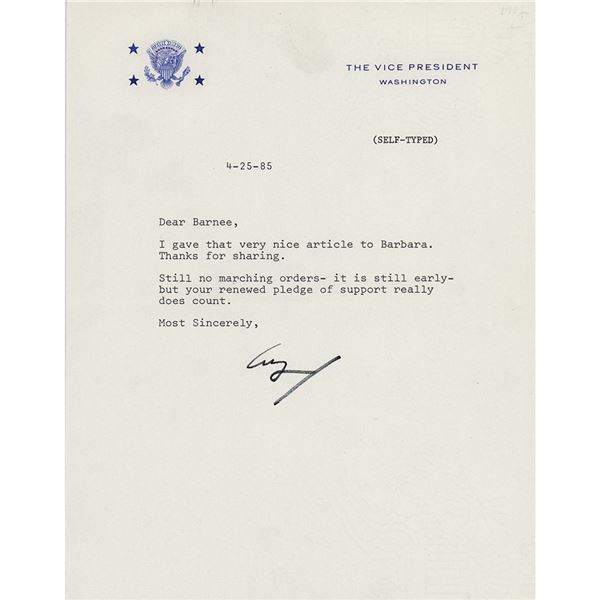 THE VICE PRESIDENT
WASHINGTON
(SELF-TYPED)
4-25-85
Dear Barnee,
I gave that very nice article to Barbara.
Thanks for sharing.
Still no marching orders- it is still early-
but your renewed pledge of support really
does count.
Most Sincerely,